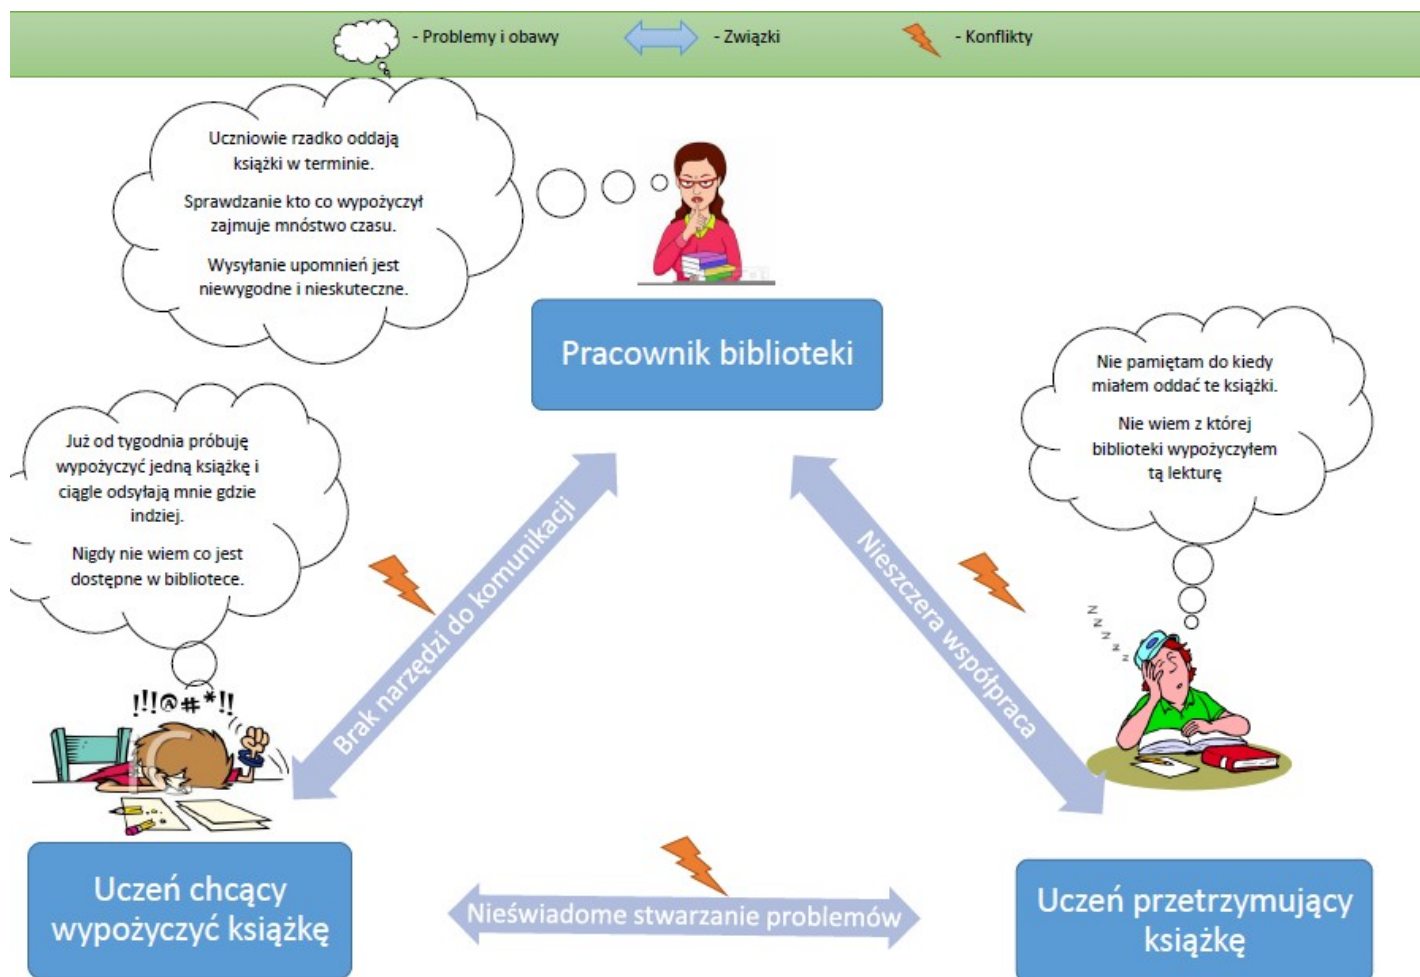 - Problemy i obawy
- Związki
- Konflikty
Uczniowie rzadko oddają
książki w terminie.
Sprawdzanie kto co wypożyczył
zajmuje mnóstwo czasu.
Wysyłanie upomnień jest
niewygodne i nieskuteczne.
Pracownik biblioteki
Nie pamiętam do kiedy
miałem oddać te książki.
Nie wiem z której
biblioteki wypożyczyłem
tą lekturę
Już od tygodnia próbuję
wypożyczyć jedną książkę i
ciągle odsyłają mnie gdzie
indziej.
Nigdy nie wiem co jest
dostępne w bibliotece.
Brak narzędzi do komunikacji
Nieszczera współpraca
z z z z z
!!!@#*!!
Uczeń chcący
wypożyczyć książkę
Nieświadome stwarzanie problemów
Uczeń przetrzymujący
książkę